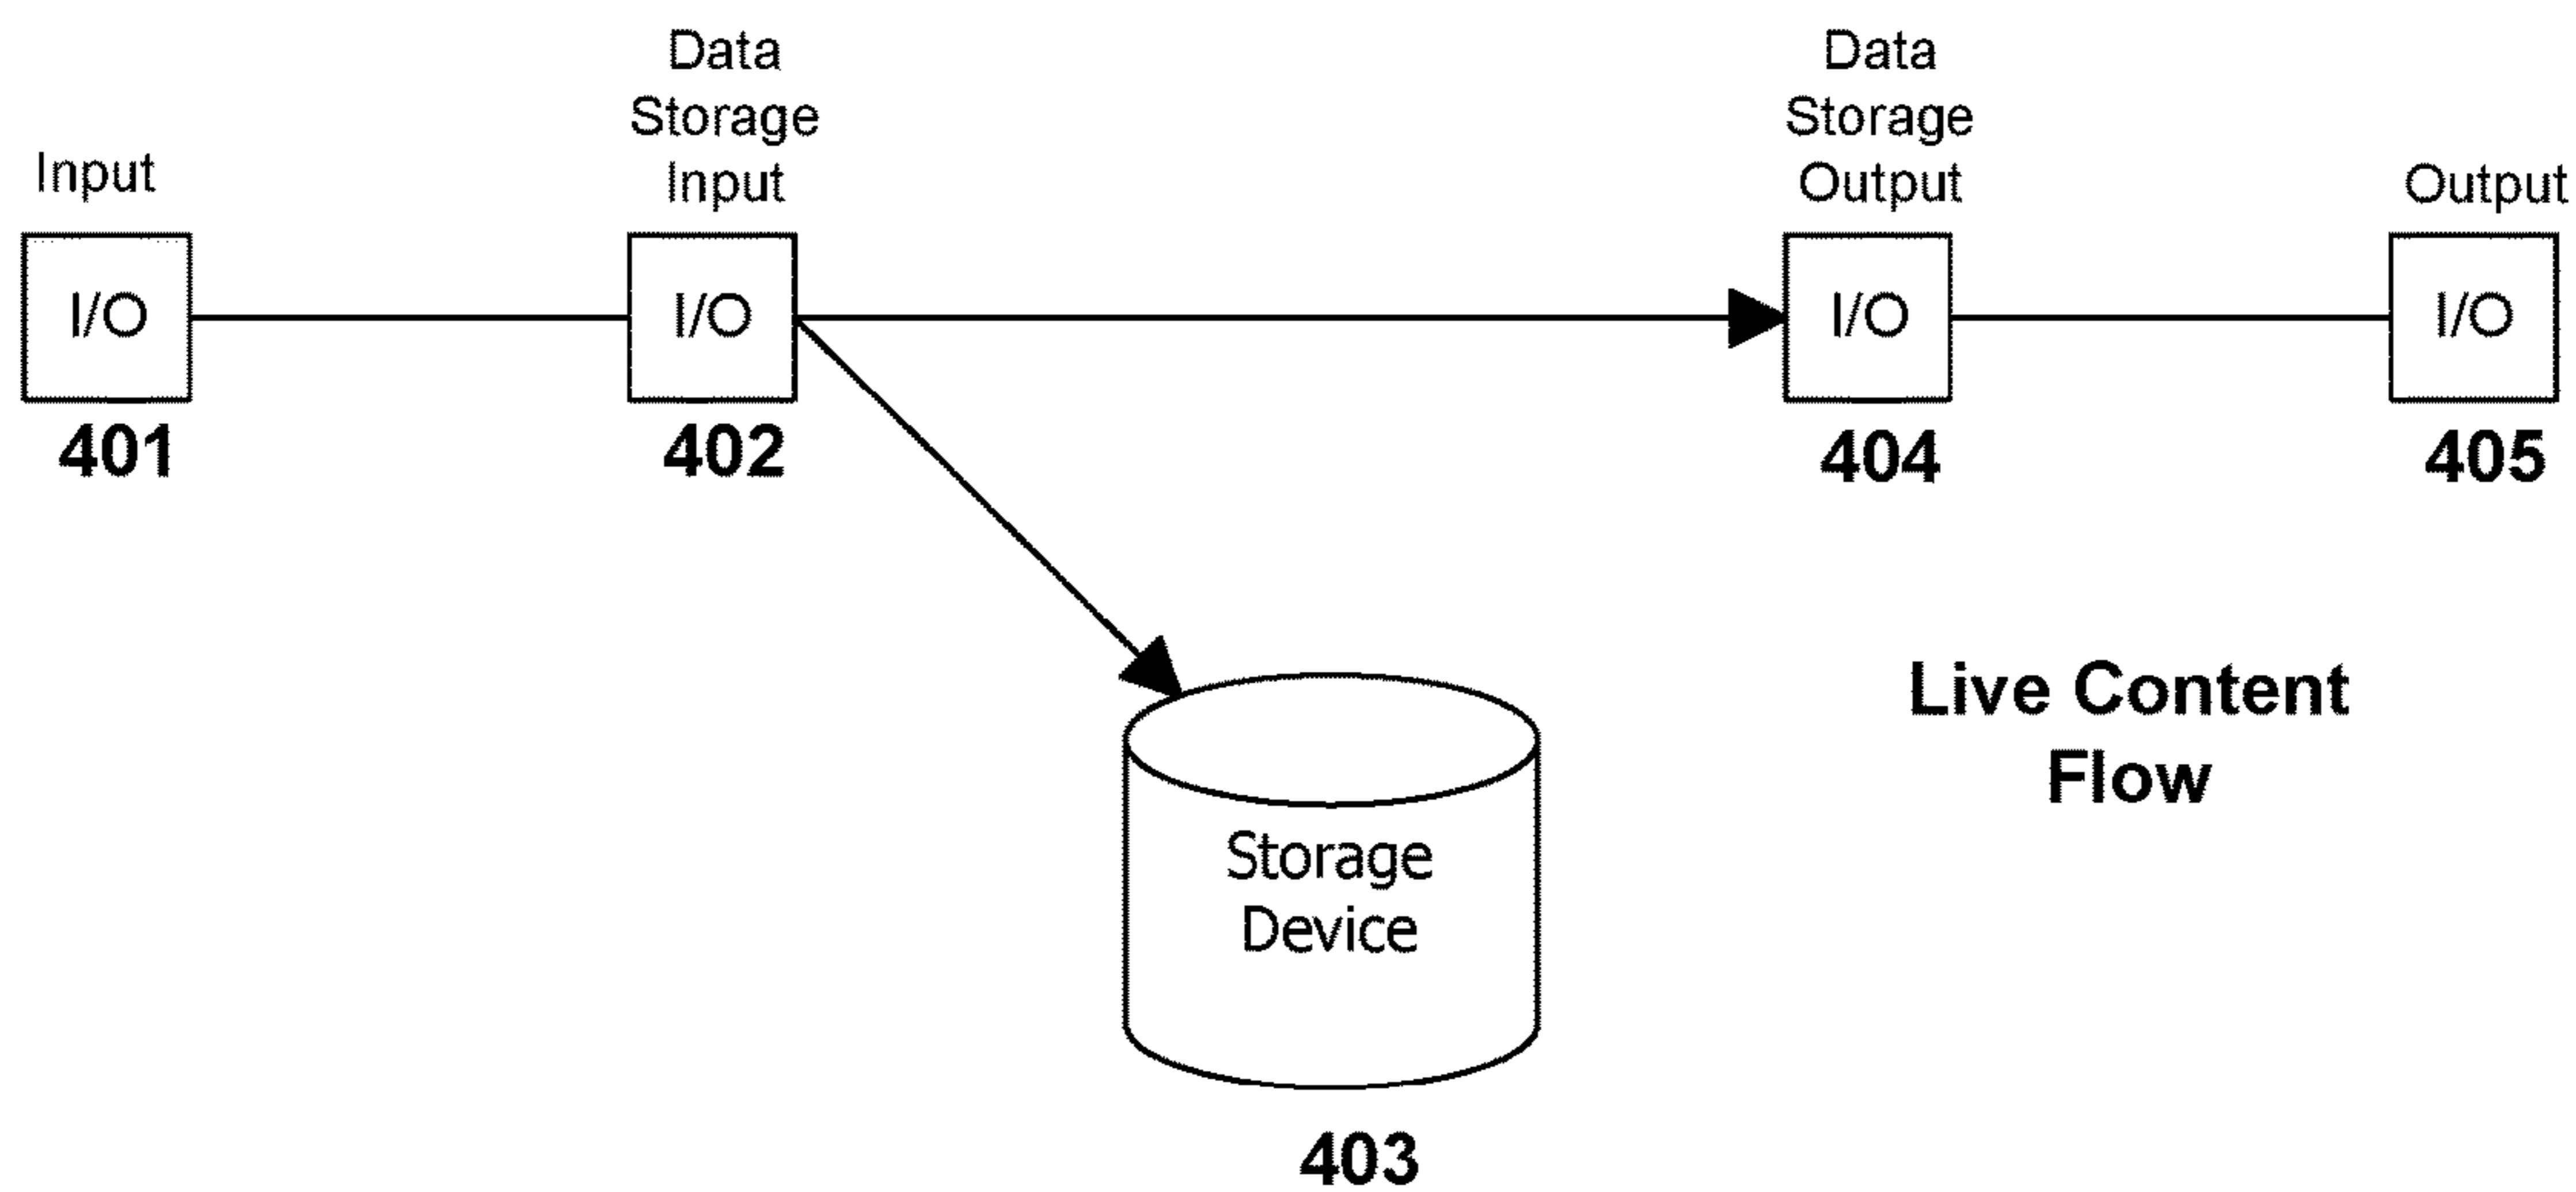 Input
Data
Storage
Input
Data
Storage
Output
Output
I/O
I/O
I/O
I/O
401
402
404
405
Live Content
Flow
Storage
Device
403